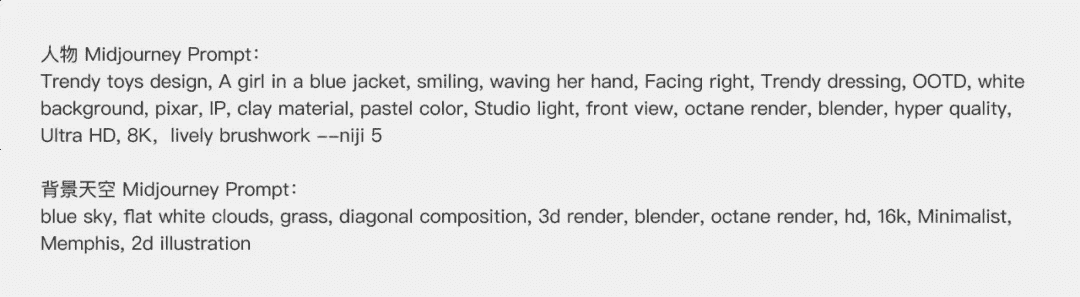 人物 Midjourney Prompt：
Trendy toys design, A girl in a blue jacket, smiling, waving her hand, Facing right, Trendy dressing, OOTD, white
background, pixar, IP, clay material, pastel color, Studio light, front view, octane render, blender, hyper quality,
Ultra HD, 8K，lively brushwork --niji 5
背景天空 Midjourney Prompt：
blue sky, flat white clouds, grass, diagonal composition, 3d render, blender, octane render, hd, 16k, Minimalist,
Memphis, 2d illustration